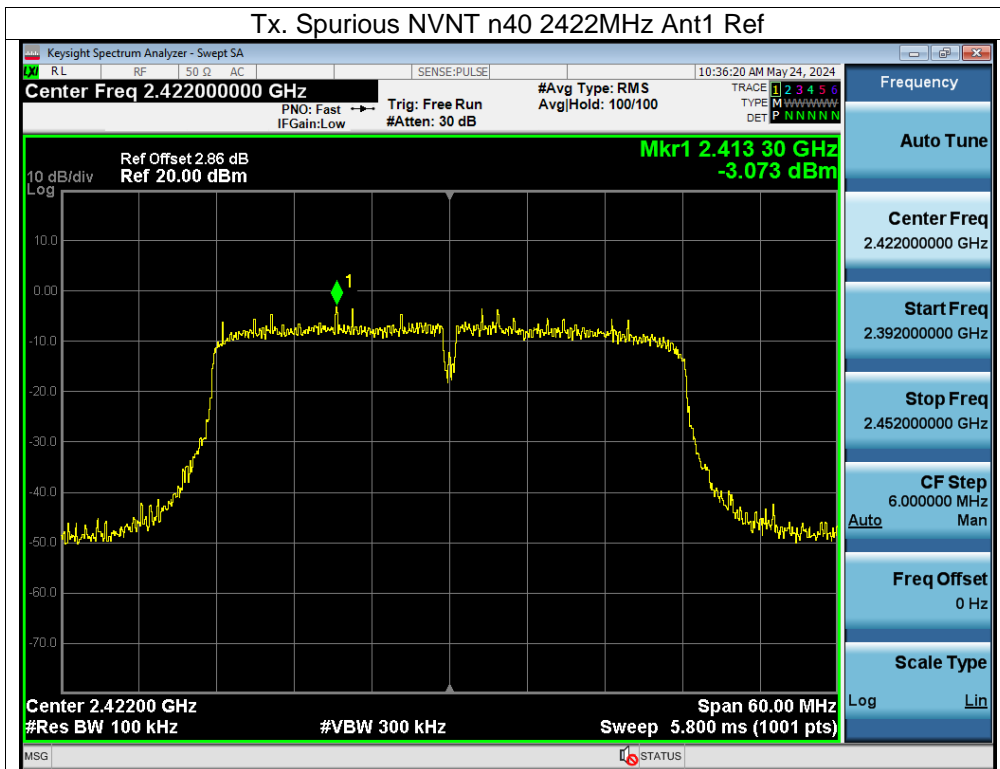 Tx. Spurious NVNT n40 2422MHz Ant1 Ref
Keysight Spectrum Analyzer - Swept SA
LXI RL RF 50 Ω AC SENSE:PULSE 10:36:20 AM May 24, 2024
Center Freq 2.422000000 GHz
PNO: Fast
IFGain:Low
Trig: Free Run
#Atten: 30 dB
#Avg Type: RMS
Avg|Hold: 100/100
TRACE 1 2 3 4 5 6
TYPE M WWWWW
DET P N N N N N
Mkr1 2.413 30 GHz
-3.073 dBm
Ref Offset 2.86 dB
10 dB/div Ref 20.00 dBm
Log
10.0
0.00
-10.0
-20.0
-30.0
-40.0
-50.0
-60.0
-70.0
1
Center 2.42200 GHz Span 60.00 MHz
#Res BW 100 kHz #VBW 300 kHz Sweep 5.800 ms (1001 pts)
MSG STATUS
Frequency
Auto Tune
Center Freq
2.422000000 GHz
Start Freq
2.392000000 GHz
Stop Freq
2.452000000 GHz
CF Step
6.000000 MHz
Auto Man
Freq Offset
0 Hz
Scale Type
Log Lin